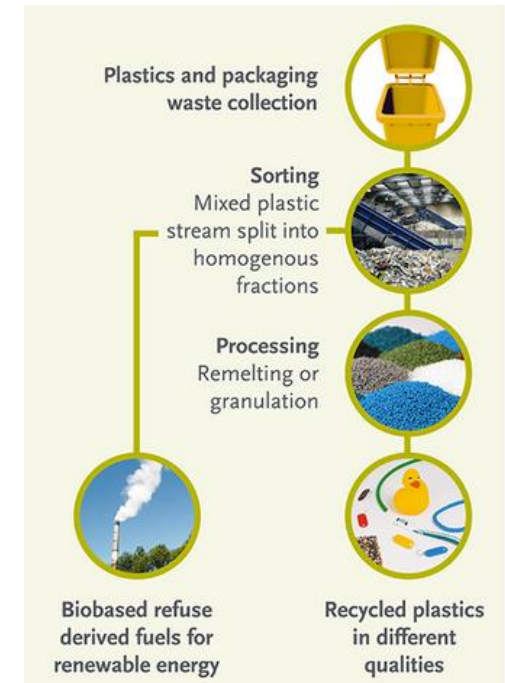 Plastics and packaging
waste collection
Sorting
Mixed plastic
stream split into
homogenous
fractions
Processing
Remelting or
granulation
Biobased refuse
derived fuels for
renewable energy
Recycled plastics
in different
qualities